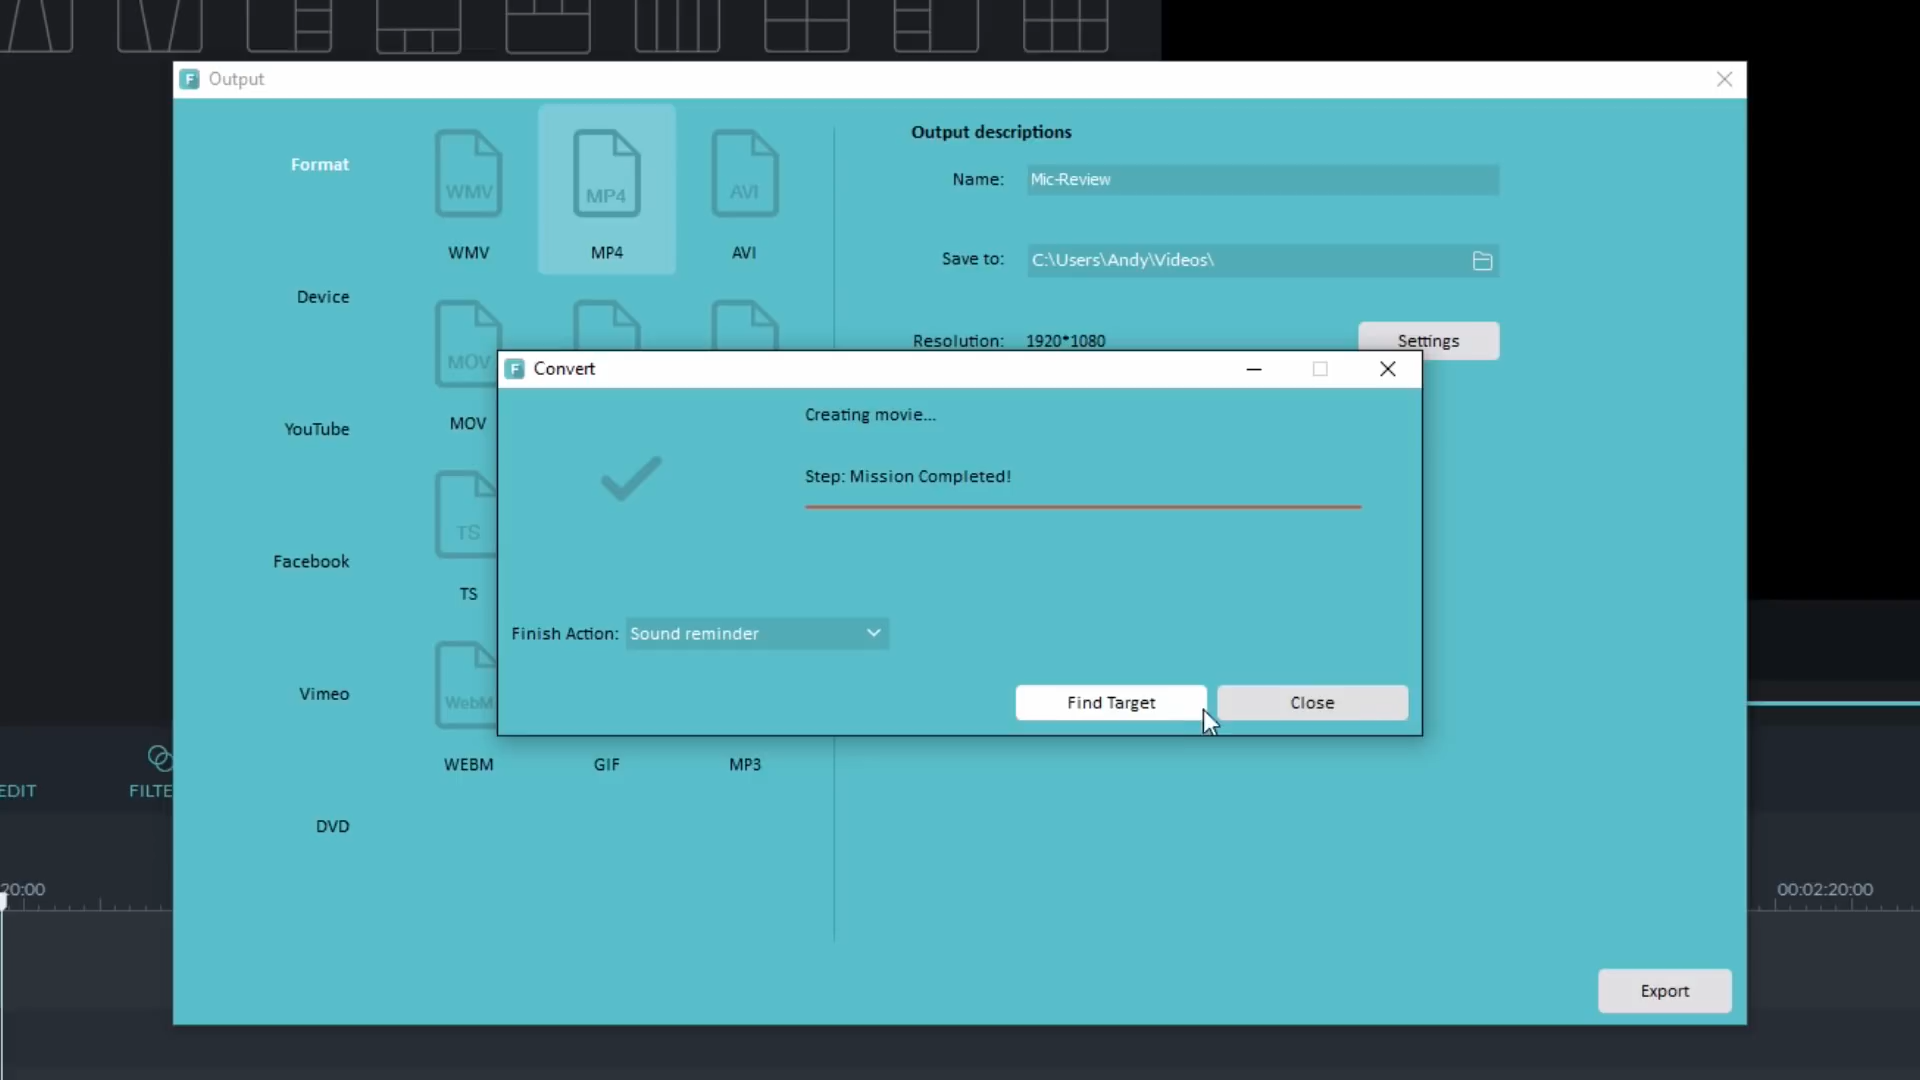 F Output
Format
Device
YouTube
Facebook
Vimeo
DVD
WMV
WMV
MP4
MP4
AVI
AVI
MOV
MOV
TS
TS
WebM
WEBM
GIF
MP3
Output descriptions
Name: Mic-Review
Save to: C:\Users\Andy\Videos\
Resolution: 1920*1080
Settings
F Convert
Creating movie...
Step: Mission Completed!
Finish Action: Sound reminder
Find Target
Close
Export
EDIT
FILTE
20:00
00:02:20:00